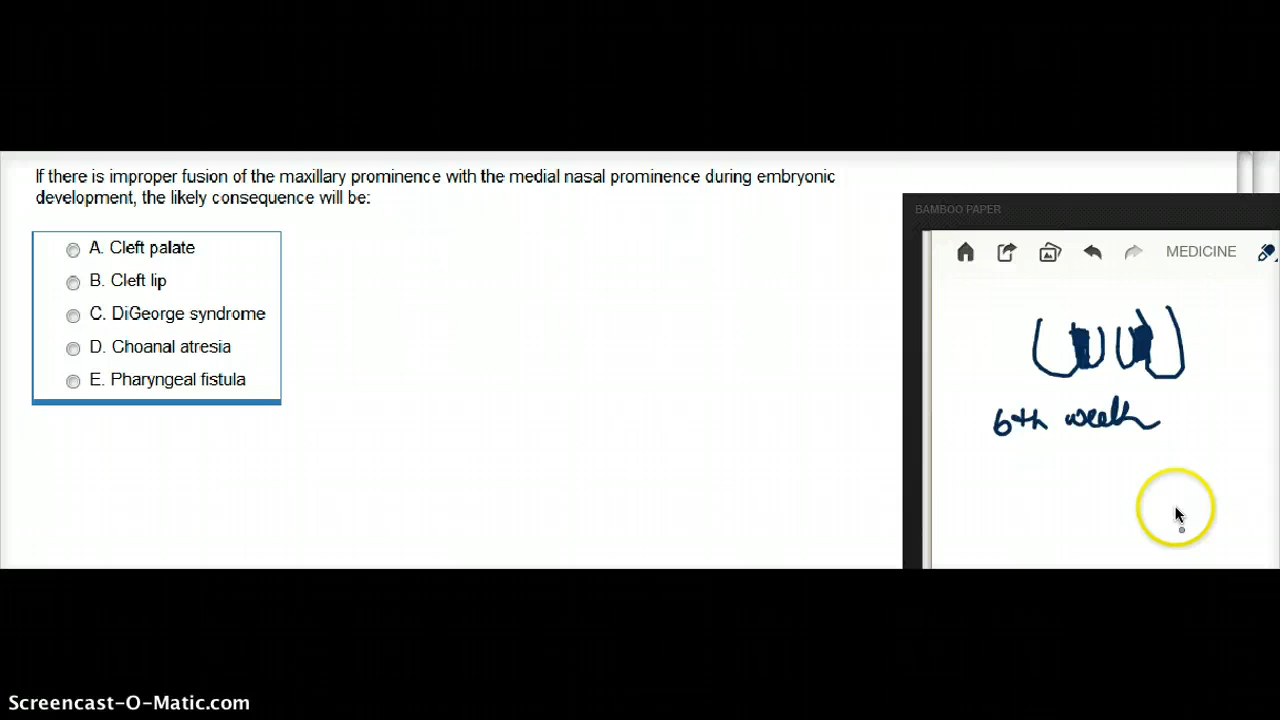 If there is improper fusion of the maxillary prominence with the medial nasal prominence during embryonic
development, the likely consequence will be:
A. Cleft palate
B. Cleft lip
C. DiGeorge syndrome
D. Choanal atresia
E. Pharyngeal fistula
BAMBOO PAPER
MEDICINE
6th week
Screencast-O-Matic.com